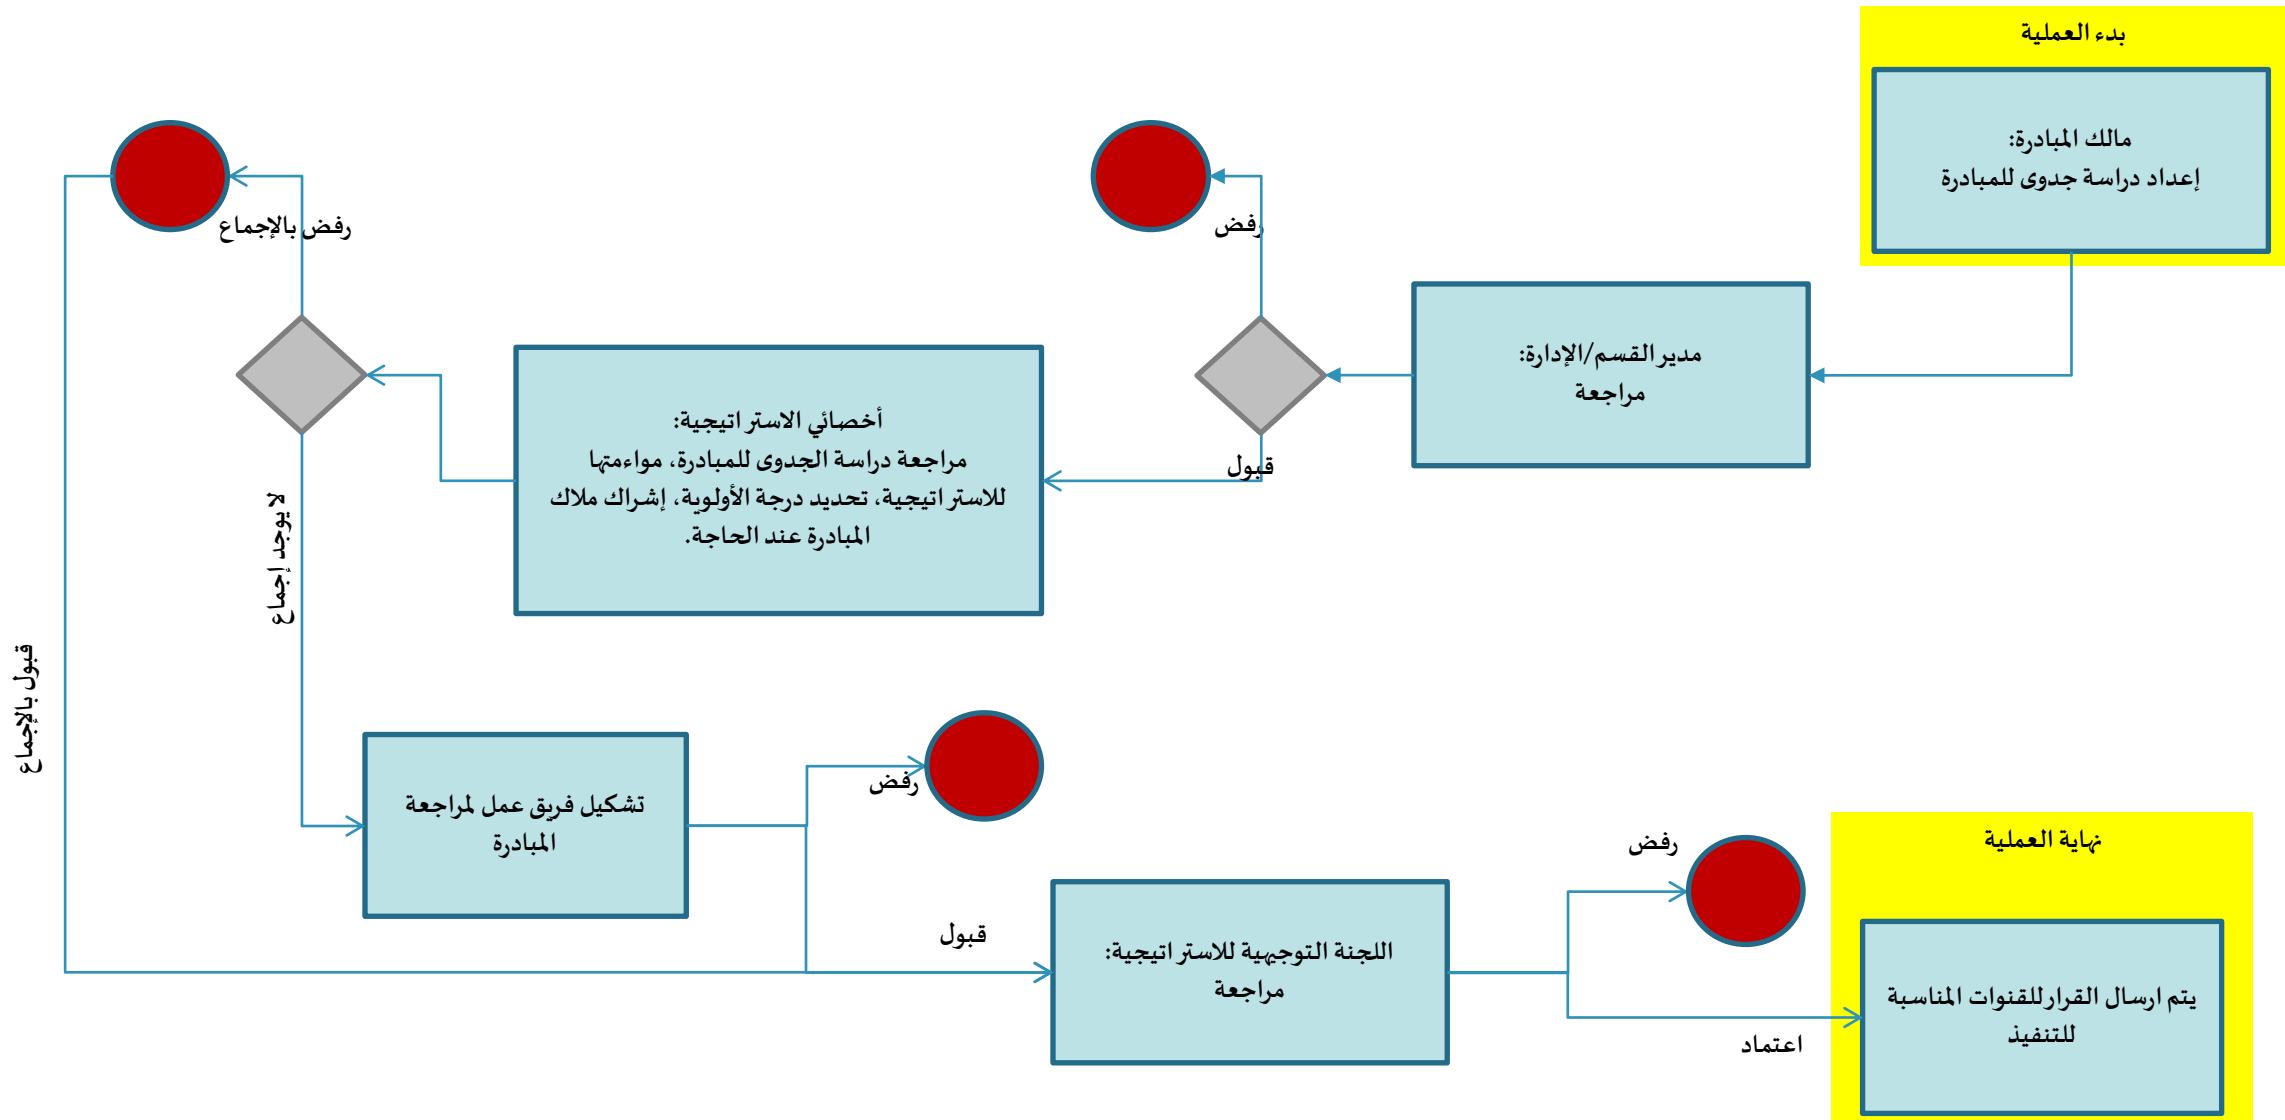 بدء العملية
مالك المبادرة:
إعداد دراسة جدوى للمبادرة
مدير القسم/الإدارة:
مراجعة
رفض
قبول
أخصائي الاستراتيجية:
مراجعة دراسة الجدوى للمبادرة، مواءمتها
للاستراتيجية، تحديد درجة الأولوية، إشراك ملاك
المبادرة عند الحاجة.
رفض بالإجماع
لا يوجد إجماع
قبول بالإجماع
تشكيل فريق عمل لمراجعة
المبادرة
رفض
قبول
اللجنة التوجيهية للاستراتيجية:
مراجعة
رفض
اعتماد
نهاية العملية
يتم ارسال القرار للقنوات المناسبة
للتنفيذ